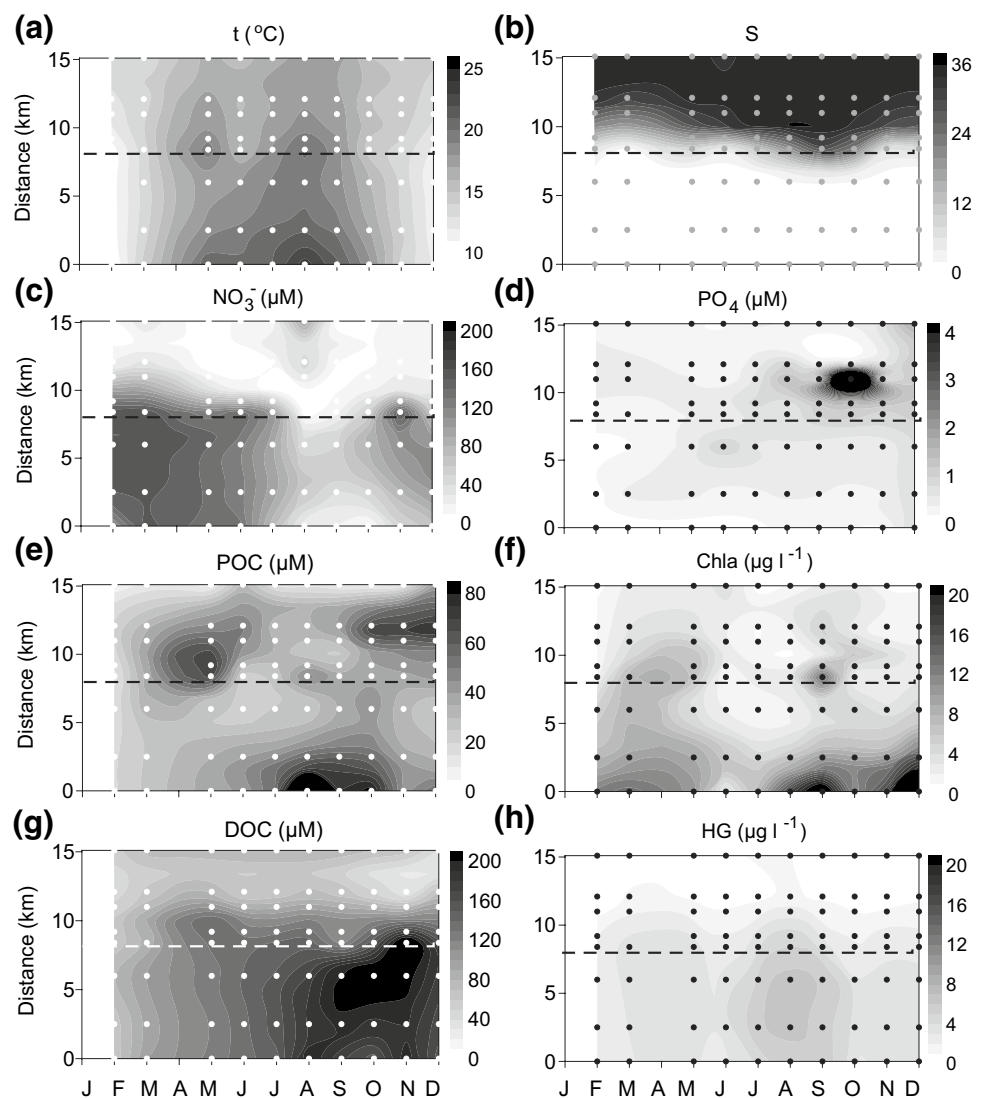 (a) t (ºC) (b) S
15 25 15 36
Distance (km) 10 20 10 24
5 15 5 12
0 10 0 0
(c) NO3- (µM) (d) PO4 (µM)
15 200 15 4
160 3
Distance (km) 10 120 10 2
5 80 5 1
40
0 0 0 0
(e) POC (µM) (f) Chla (µg l -1)
15 80 15 20
60 16
Distance (km) 10 40 10 12
5 20 5 8
4
0 0 0 0
(g) DOC (µM) (h) HG (µg l -1)
15 200 15 20
160 16
Distance (km) 10 120 10 12
5 80 5 8
40 4
0 0 0 0
J F M A M J J A S O N D J F M A M J J A S O N D